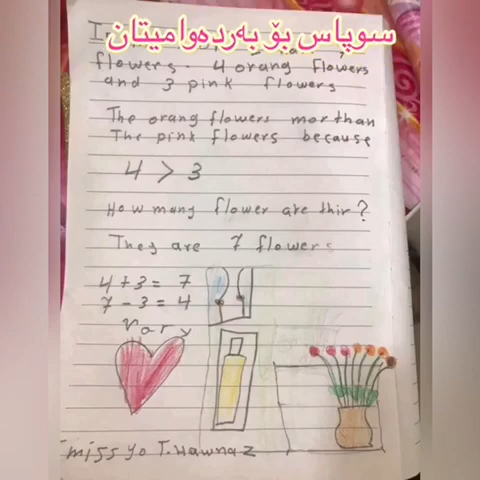 سوپاس بۆ بەردەوامیتان
flowers. 4 orang flowers
and 3 pink flowers
The orang flowers mor than
The pink flowers because
4 > 3
How many flower are thir?
They are 7 flowers
4 + 3 = 7
7 - 3 = 4
Vary
miss yo T. Hawnaz